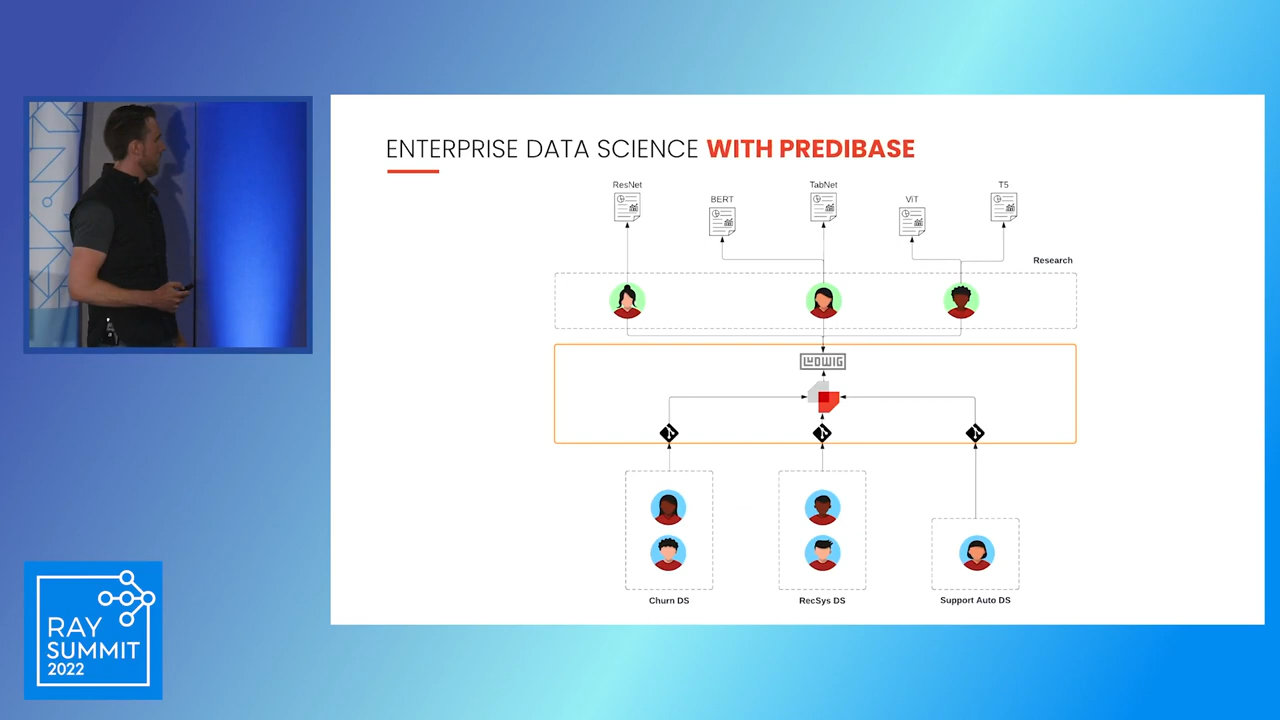 ENTERPRISE DATA SCIENCE WITH PREDIBASE
ResNet
BERT
TabNet
ViT
T5
Research
LUDWIG
Churn DS
RecSys DS
Support Auto DS
RAY
SUMMIT
2022